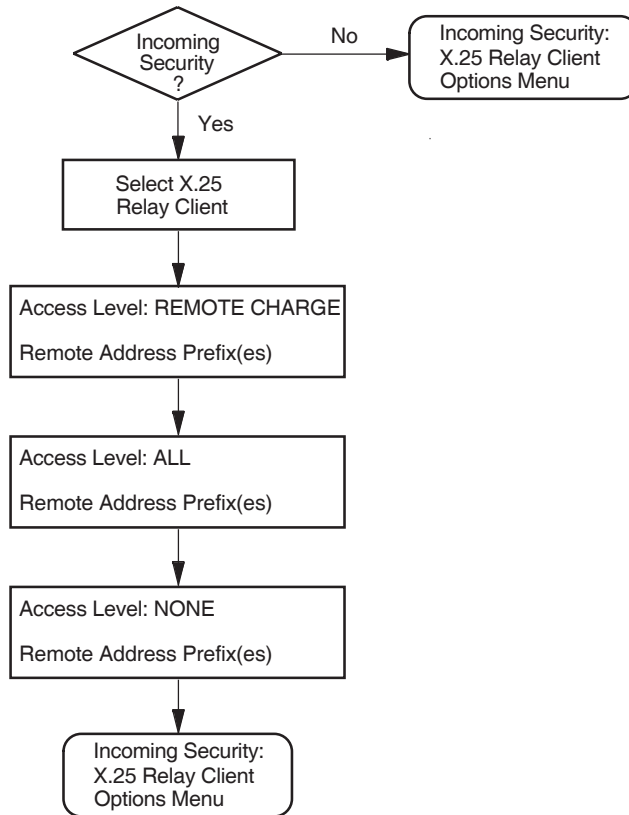 Incoming
Security
?
No
Incoming Security:
X.25 Relay Client
Options Menu
Yes
Select X.25
Relay Client
Access Level: REMOTE CHARGE
Remote Address Prefix(es)
Access Level: ALL
Remote Address Prefix(es)
Access Level: NONE
Remote Address Prefix(es)
Incoming Security:
X.25 Relay Client
Options Menu